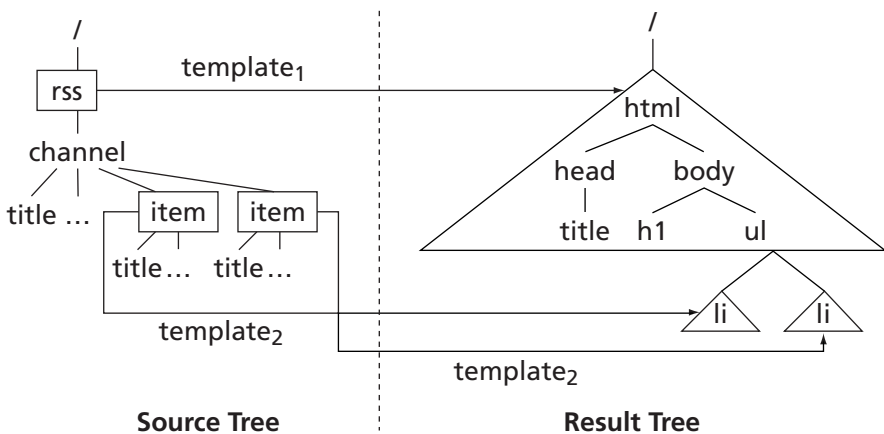 /
/
template₁
rss
html
channel
head body
title ... item item
title h1 ul
title ... title ...
li li
template₂
template₂
Source Tree Result Tree